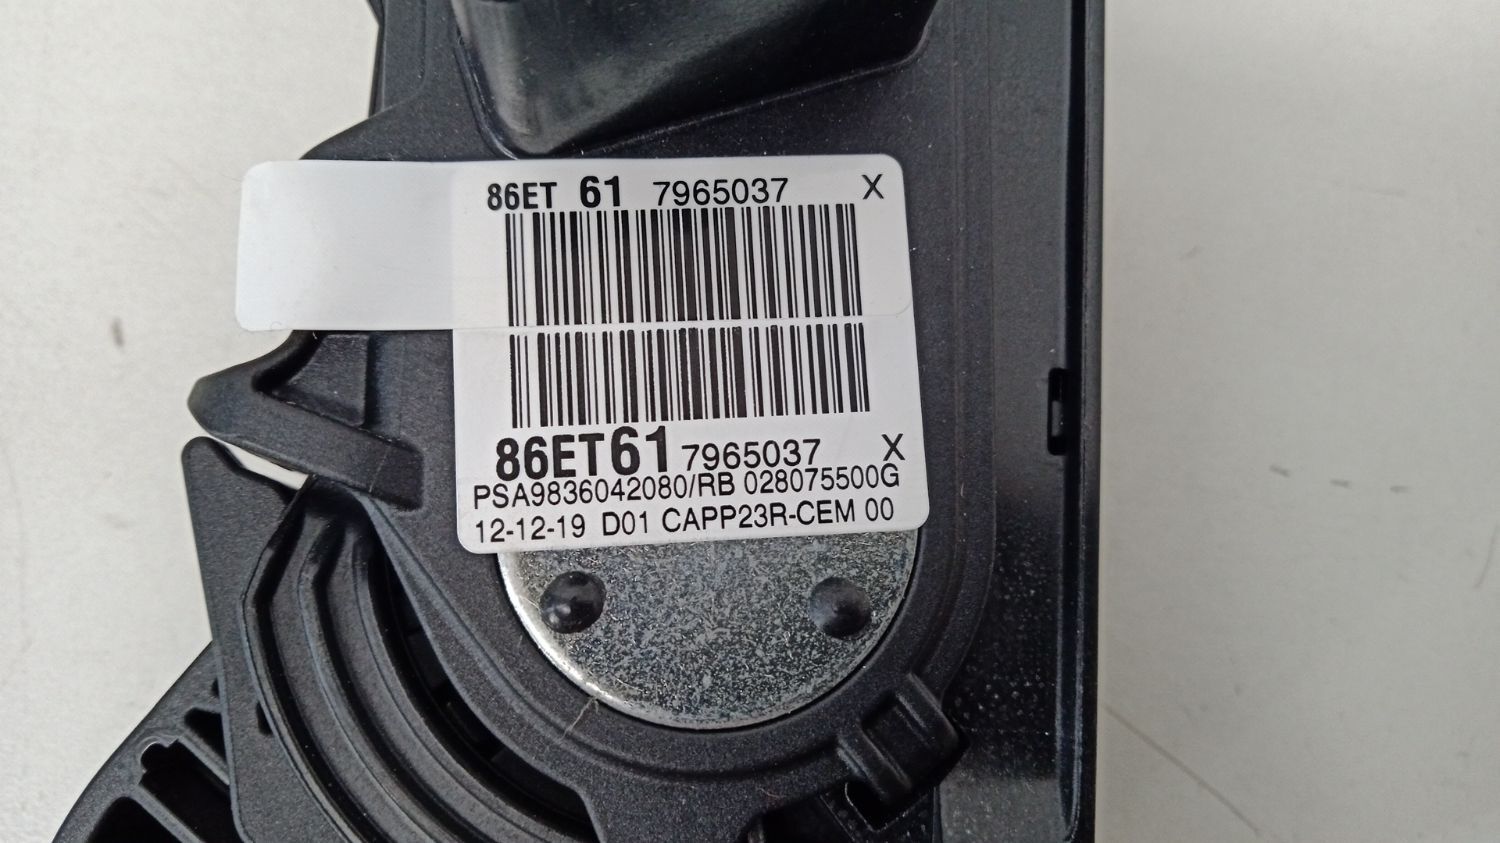 86ET 61 7965037 X
86ET61 7965037 X
PSA9836042080/RB 028075500G
12-12-19 D01 CAPP23R-CEM 00